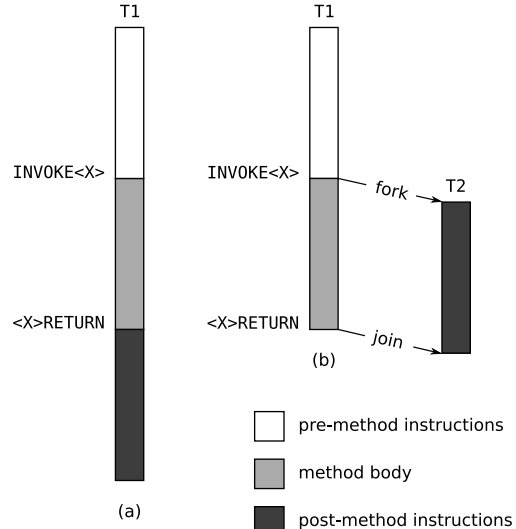 T1
T1
INVOKE<X>
INVOKE<X>
fork
T2
<X>RETURN
<X>RETURN
join
(b)
pre-method instructions
method body
(a)
post-method instructions